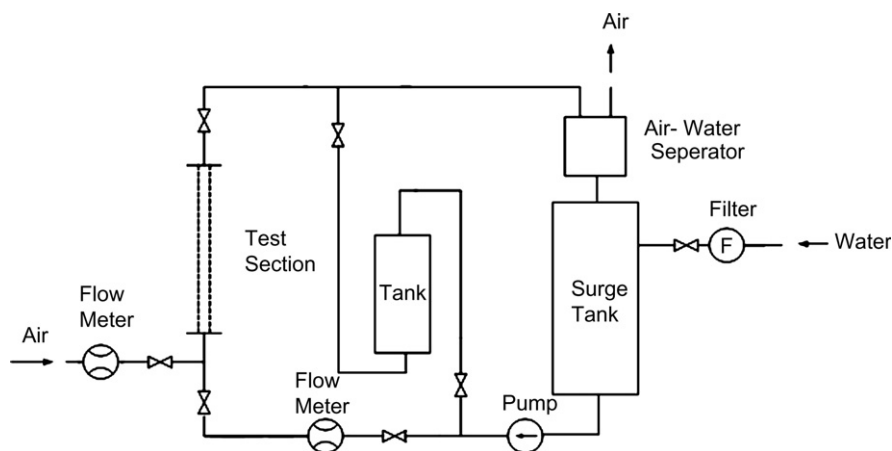 Air
Air- Water
Seperator
Filter
F
Water
Test
Section
Tank
Surge
Tank
Flow
Meter
Air
Flow
Meter
Pump